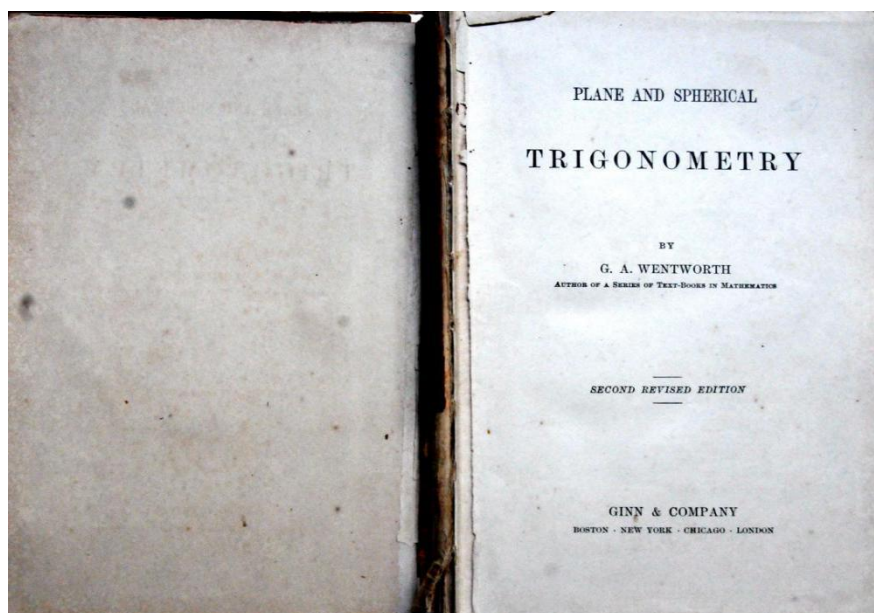 PLANE AND SPHERICAL
TRIGONOMETRY
BY
G. A. WENTWORTH
AUTHOR OF A SERIES OF TEXT-BOOKS IN MATHEMATICS
SECOND REVISED EDITION
GINN & COMPANY
BOSTON · NEW YORK · CHICAGO · LONDON